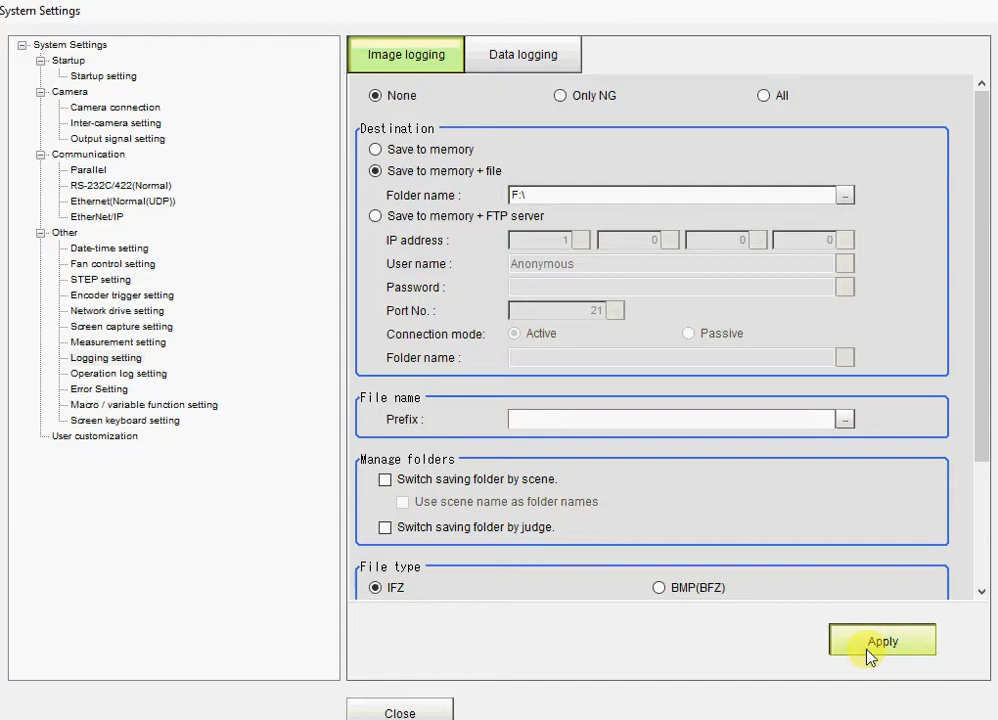 System Settings
System Settings
Startup
Startup setting
Camera
Camera connection
Inter-camera setting
Output signal setting
Communication
Parallel
RS-232C/422(Normal)
Ethernet(Normal(UDP))
EtherNet/IP
Other
Date-time setting
Fan control setting
STEP setting
Encoder trigger setting
Network drive setting
Screen capture setting
Measurement setting
Logging setting
Operation log setting
Error Setting
Macro / variable function setting
Screen keyboard setting
User customization
Image logging Data logging
None Only NG All
Destination
Save to memory
Save to memory + file
Folder name : F:\ ...
Save to memory + FTP server
IP address : 1 0 0 0
User name : Anonymous
Password :
Port No. : 21
Connection mode: Active Passive
Folder name :
File name
Prefix : ...
Manage folders
Switch saving folder by scene.
Use scene name as folder names
Switch saving folder by judge.
File type
IFZ BMP(BFZ)
Apply
Close